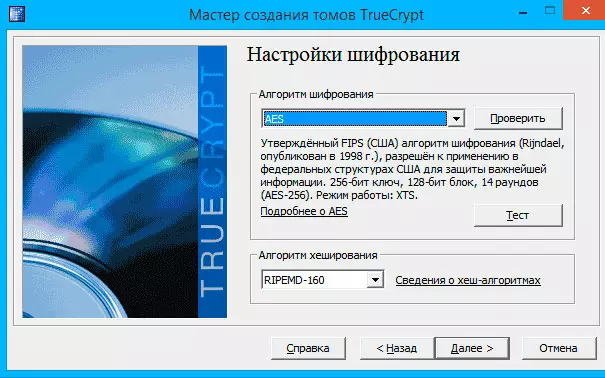 Мастер создания томов TrueCrypt
TRUECRYPT
Настройки шифрования
Алгоритм шифрования
AES
Проверить
Утверждённый FIPS (США) алгоритм шифрования (Rijndael,
опубликован в 1998 г.), разрешён к применению в
федеральных структурах США для защиты важнейшей
информации. 256-бит ключ, 128-бит блок, 14 раундов
(AES-256). Режим работы: XTS.
Подробнее о AES
Тест
Алгоритм хеширования
RIPEMD-160
Сведения о хеш-алгоритмах
Справка
< Назад
Далее >
Отмена